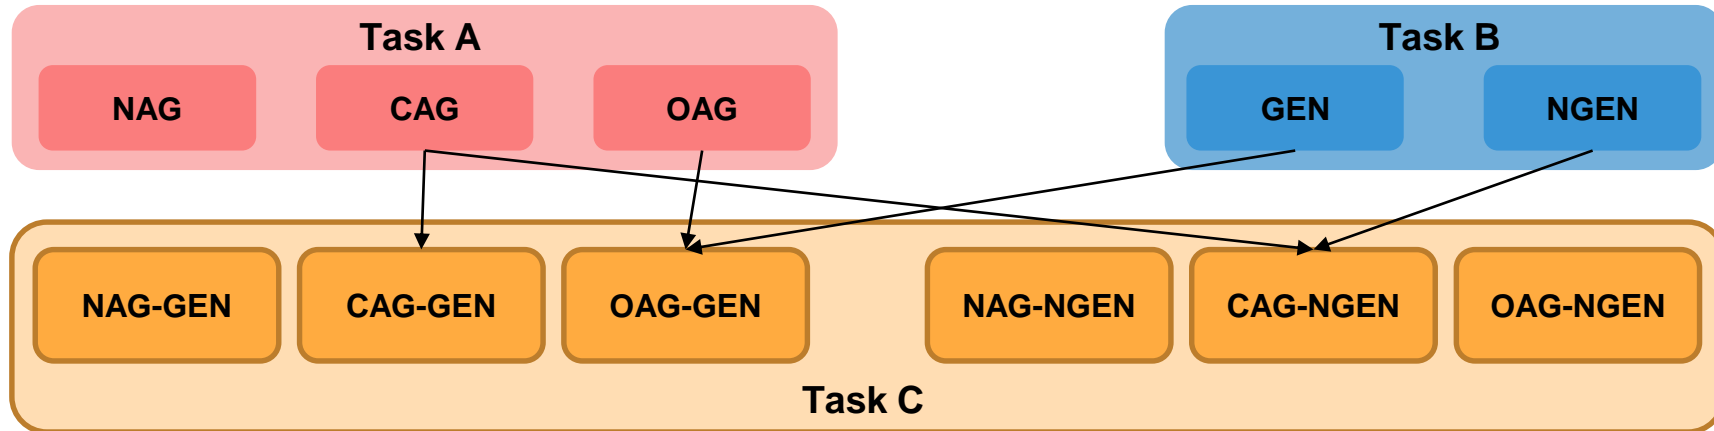 Task A
NAG
CAG
OAG
Task B
GEN
NGEN
NAG-GEN
CAG-GEN
OAG-GEN
NAG-NGEN
CAG-NGEN
OAG-NGEN
Task C